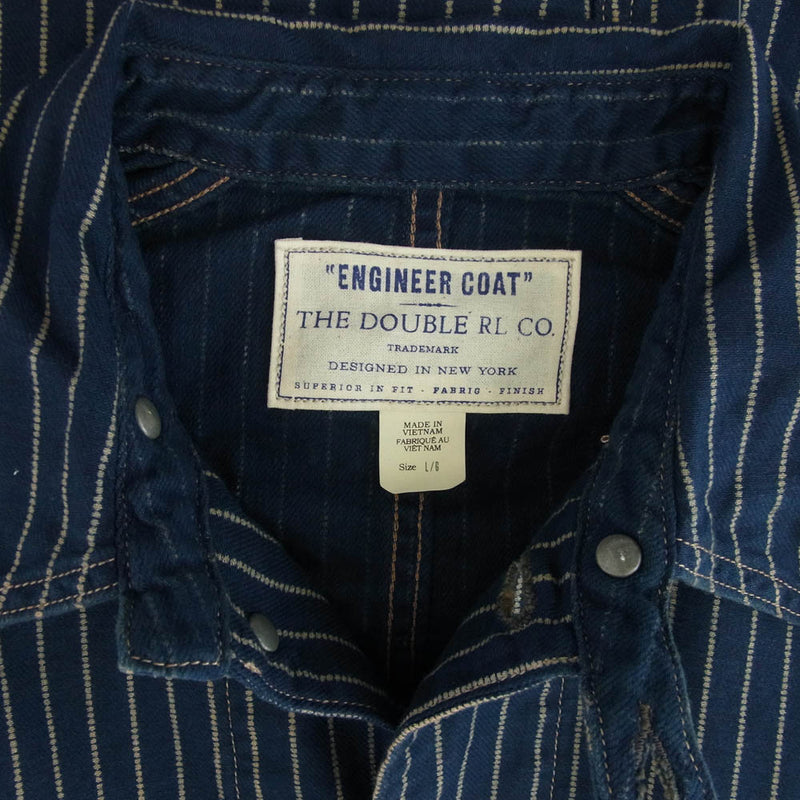 "ENGINEER COAT"
THE DOUBLE RL CO.
TRADEMARK
DESIGNED IN NEW YORK
SUPERIOR IN FIT - FABRIC - FINISH
MADE IN
VIETNAM
FABRIQUÉ AU
VIÊT NAM
Size L/G